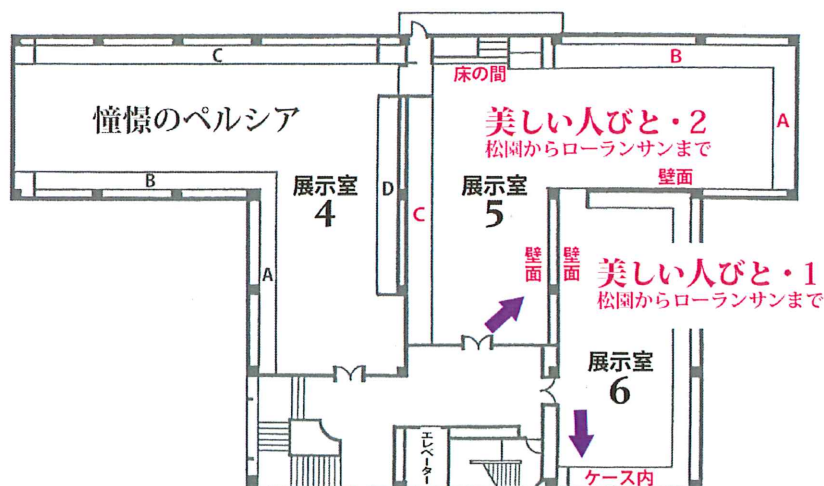 C
憧憬のペルシア
B
A
D
展示室
4
床の間
B
A
美しい人びと・2
松園からローランサンまで
壁面
C
展示室
5
壁面
壁面
美しい人びと・1
松園からローランサンまで
展示室
6
エレベーター
ケース内